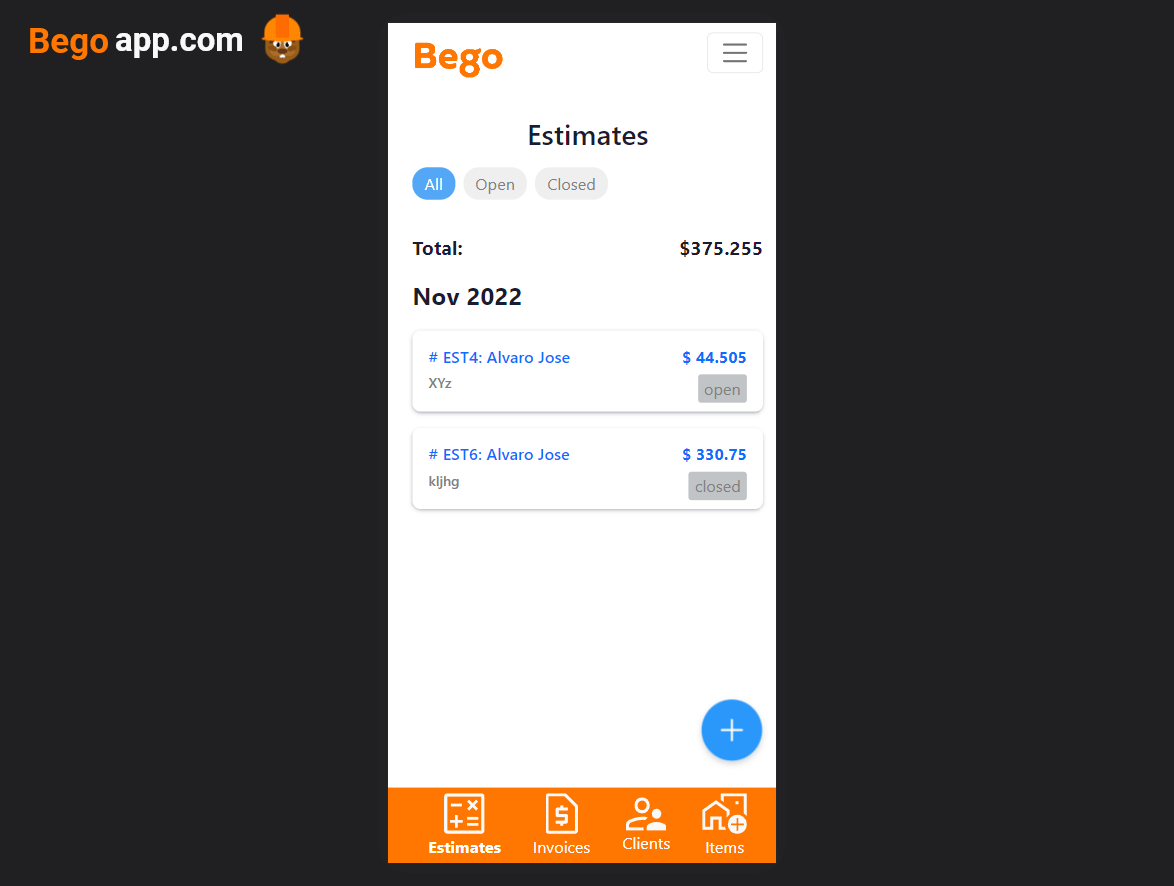 Bego app.com
Bego
Estimates
All Open Closed
Total: $375.255
Nov 2022
# EST4: Alvaro Jose $ 44.505
XYz open
# EST6: Alvaro Jose $ 330.75
kljhg closed
Estimates Invoices Clients Items